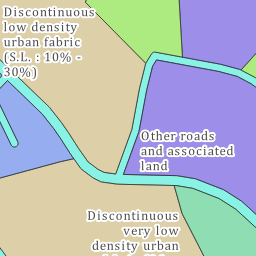 Discontinuous
low density
urban fabric
(S.L. : 10% -
30%)
Other roads
and associated
land
Discontinuous
very low
density urban